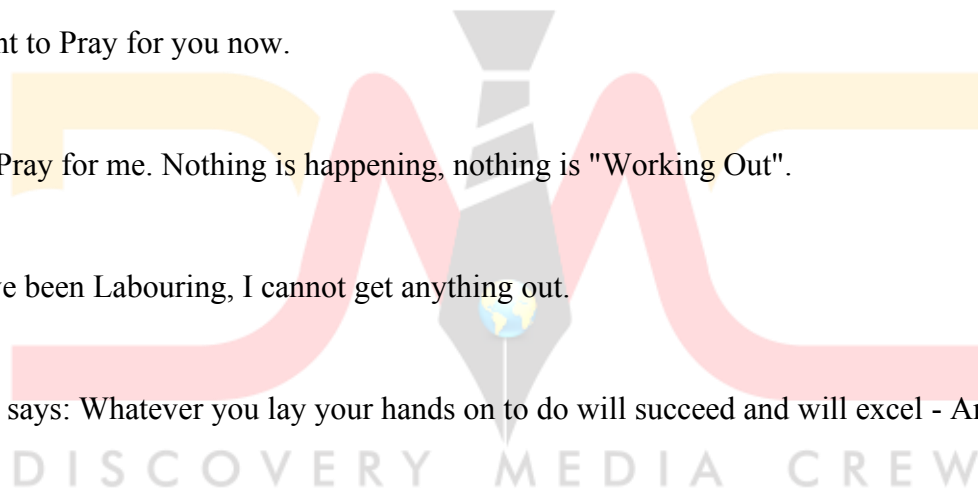 nt to Pray for you now.
Pray for me. Nothing is happening, nothing is "Working Out".
e been Labouring, I cannot get anything out.
says: Whatever you lay your hands on to do will succeed and will excel - A
DMC
DISCOVERY MEDIA CREW